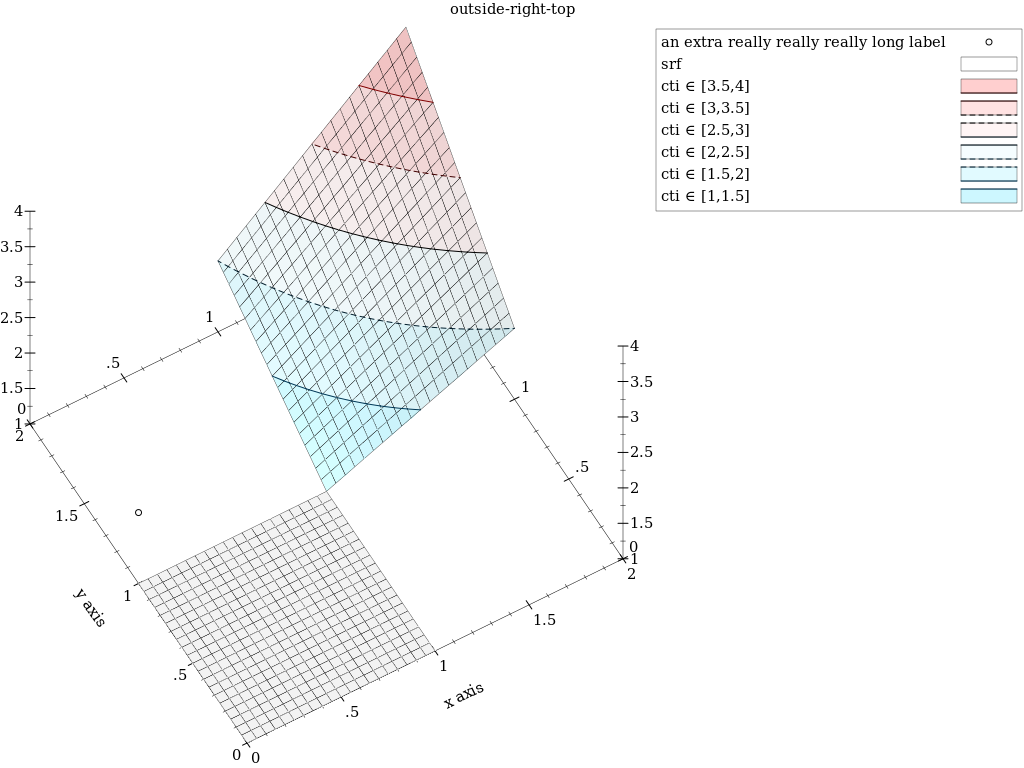 outside-right-top
an extra really really really long label
srf
cti ∈ [3.5,4]
cti ∈ [3,3.5]
cti ∈ [2.5,3]
cti ∈ [2,2.5]
cti ∈ [1.5,2]
cti ∈ [1,1.5]
4
3.5
3
2.5
2
1.5
1
0
2
1.5
1
.5
0
y axis
.5
1
0
.5
1
1.5
2
x axis
1
.5
0
4
3.5
3
2.5
2
1.5
1